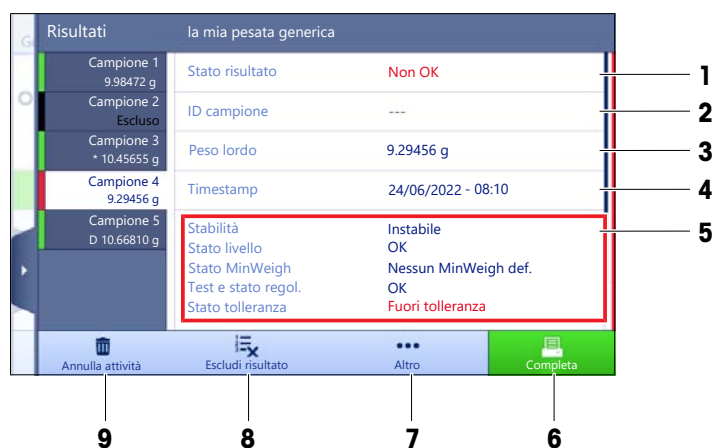 G
Risultati
la mia pesata generica
Campione 1
9.98472 g
Campione 2
Escluso
Campione 3
* 10.45655 g
Campione 4
9.29456 g
Campione 5
D 10.66810 g
Stato risultato Non OK 1
ID campione --- 2
Peso lordo 9.29456 g 3
Timestamp 24/06/2022 - 08:10 4
Stabilità Instabile 5
Stato livello OK
Stato MinWeigh Nessun MinWeigh def.
Test e stato regol. OK
Stato tolleranza Fuori tolleranza
Annulla attività Escludi risultato Altro Completa
9 8 7 6